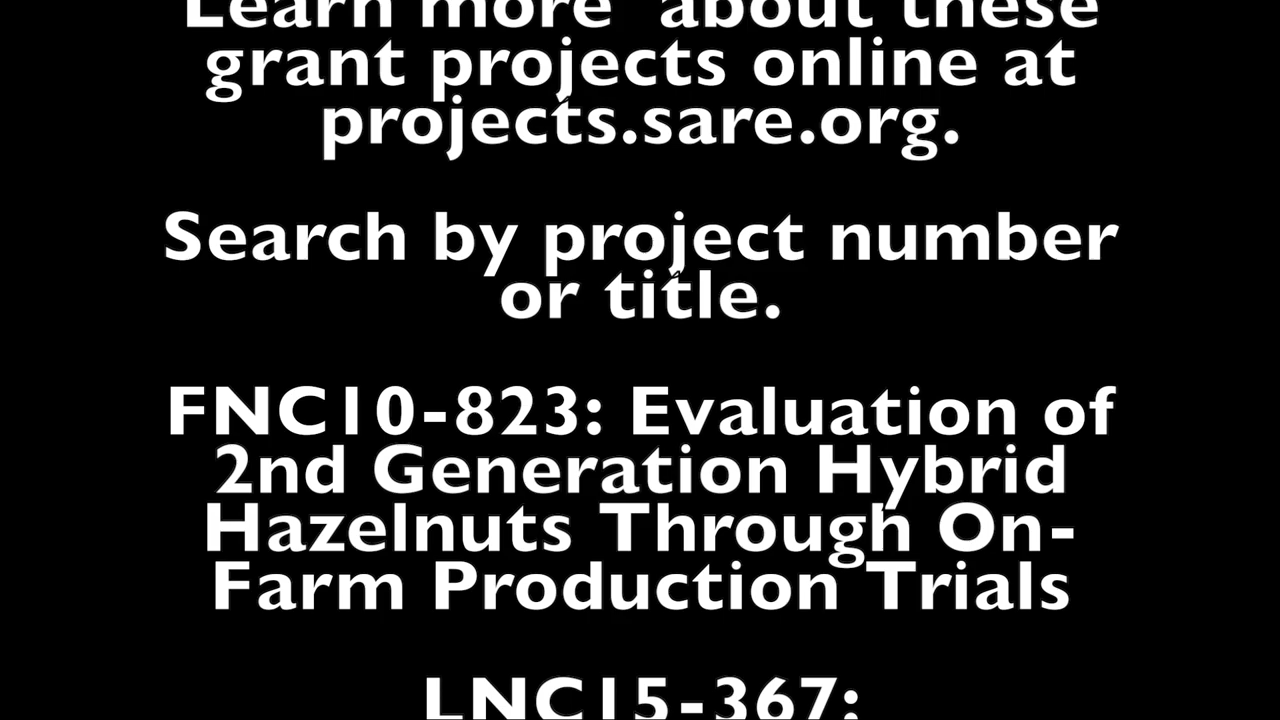 Learn more about these
grant projects online at
projects.sare.org.
Search by project number
or title.
FNC10-823: Evaluation of
2nd Generation Hybrid
Hazelnuts Through On-
Farm Production Trials
LNC15-367: